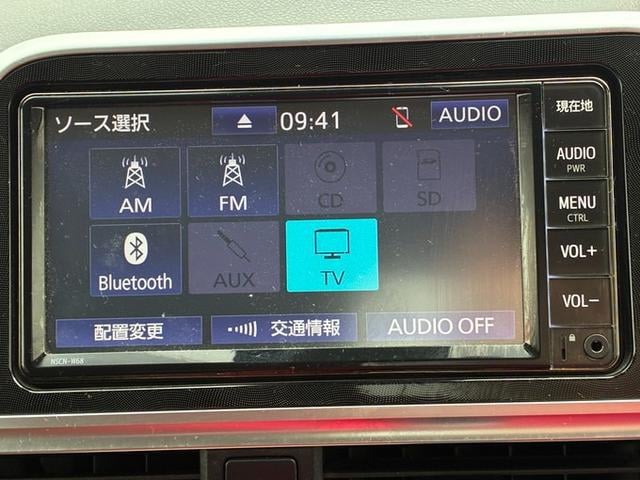 ソース選択 09:41 AUDIO
AM FM CD SD
Bluetooth AUX TV
配置変更 交通情報 AUDIO OFF
NSCN-W68
現在地
AUDIO
PWR
MENU
CTRL
VOL+
VOL-